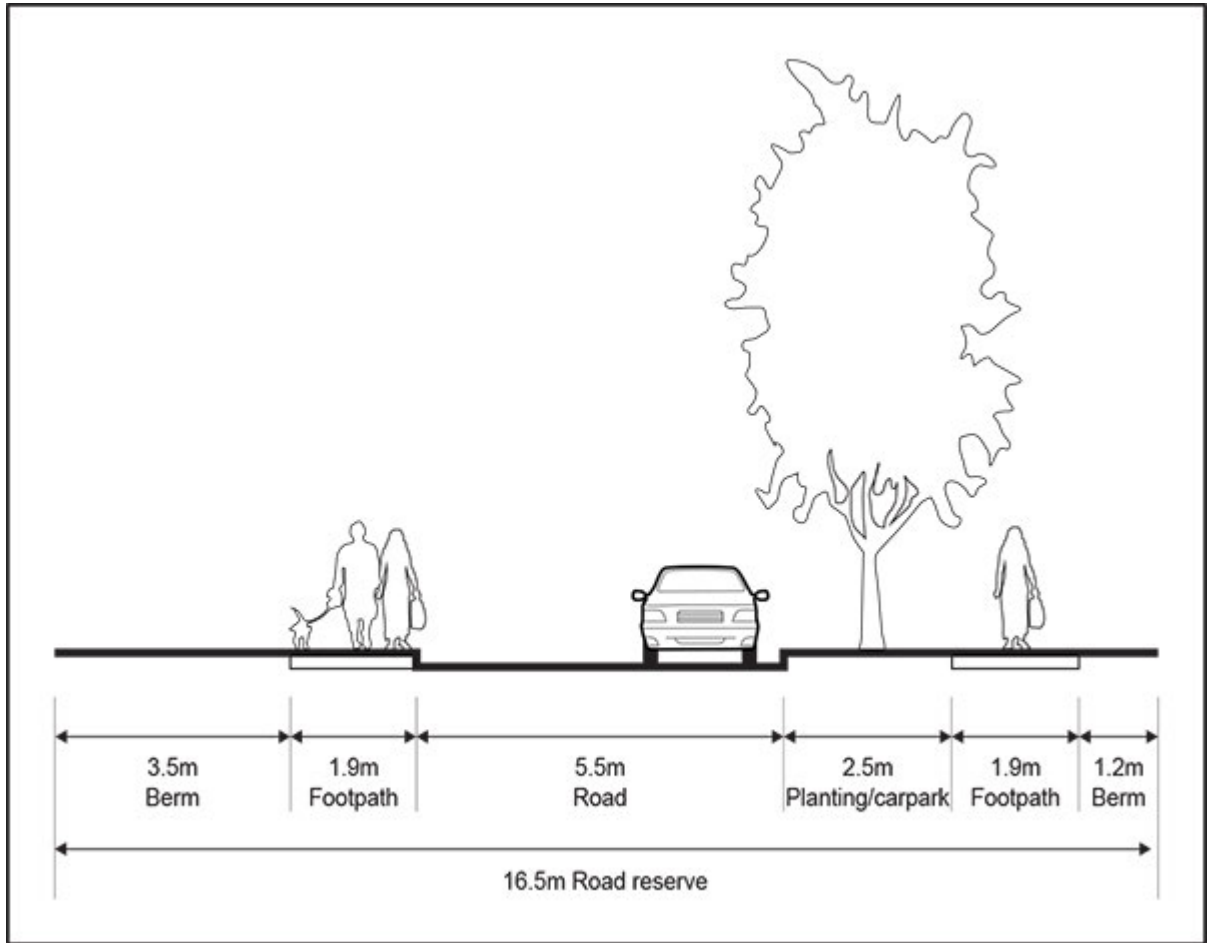 3.5m
Berm
1.9m
Footpath
5.5m
Road
2.5m
Planting/carpark
1.9m
Footpath
1.2m
Berm
16.5m Road reserve